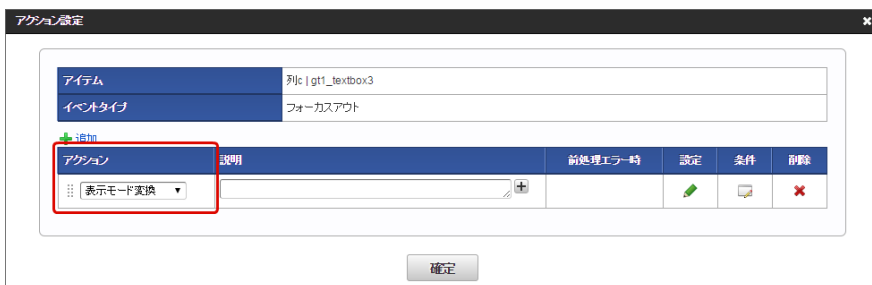 アクション設定
アイテム 列c | gt1_textbox3
イベントタイプ フォーカスアウト
追加
アクション 説明 前処理エラー時 設定 条件 削除
表示モード変換
確定